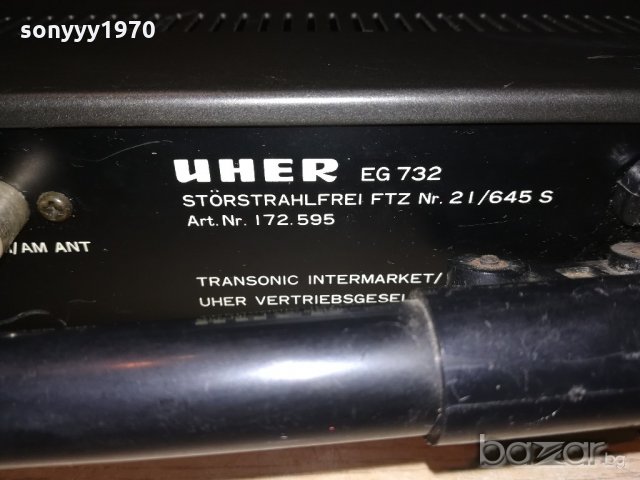 sonyyy1970
UHER EG 732
STÖRSTRAHLFREI FTZ Nr. 21/645 S
Art. Nr. 172.595
/AM ANT
TRANSONIC INTERMARKET/
UHER VERTRIEBSGESEL
bazar.bg